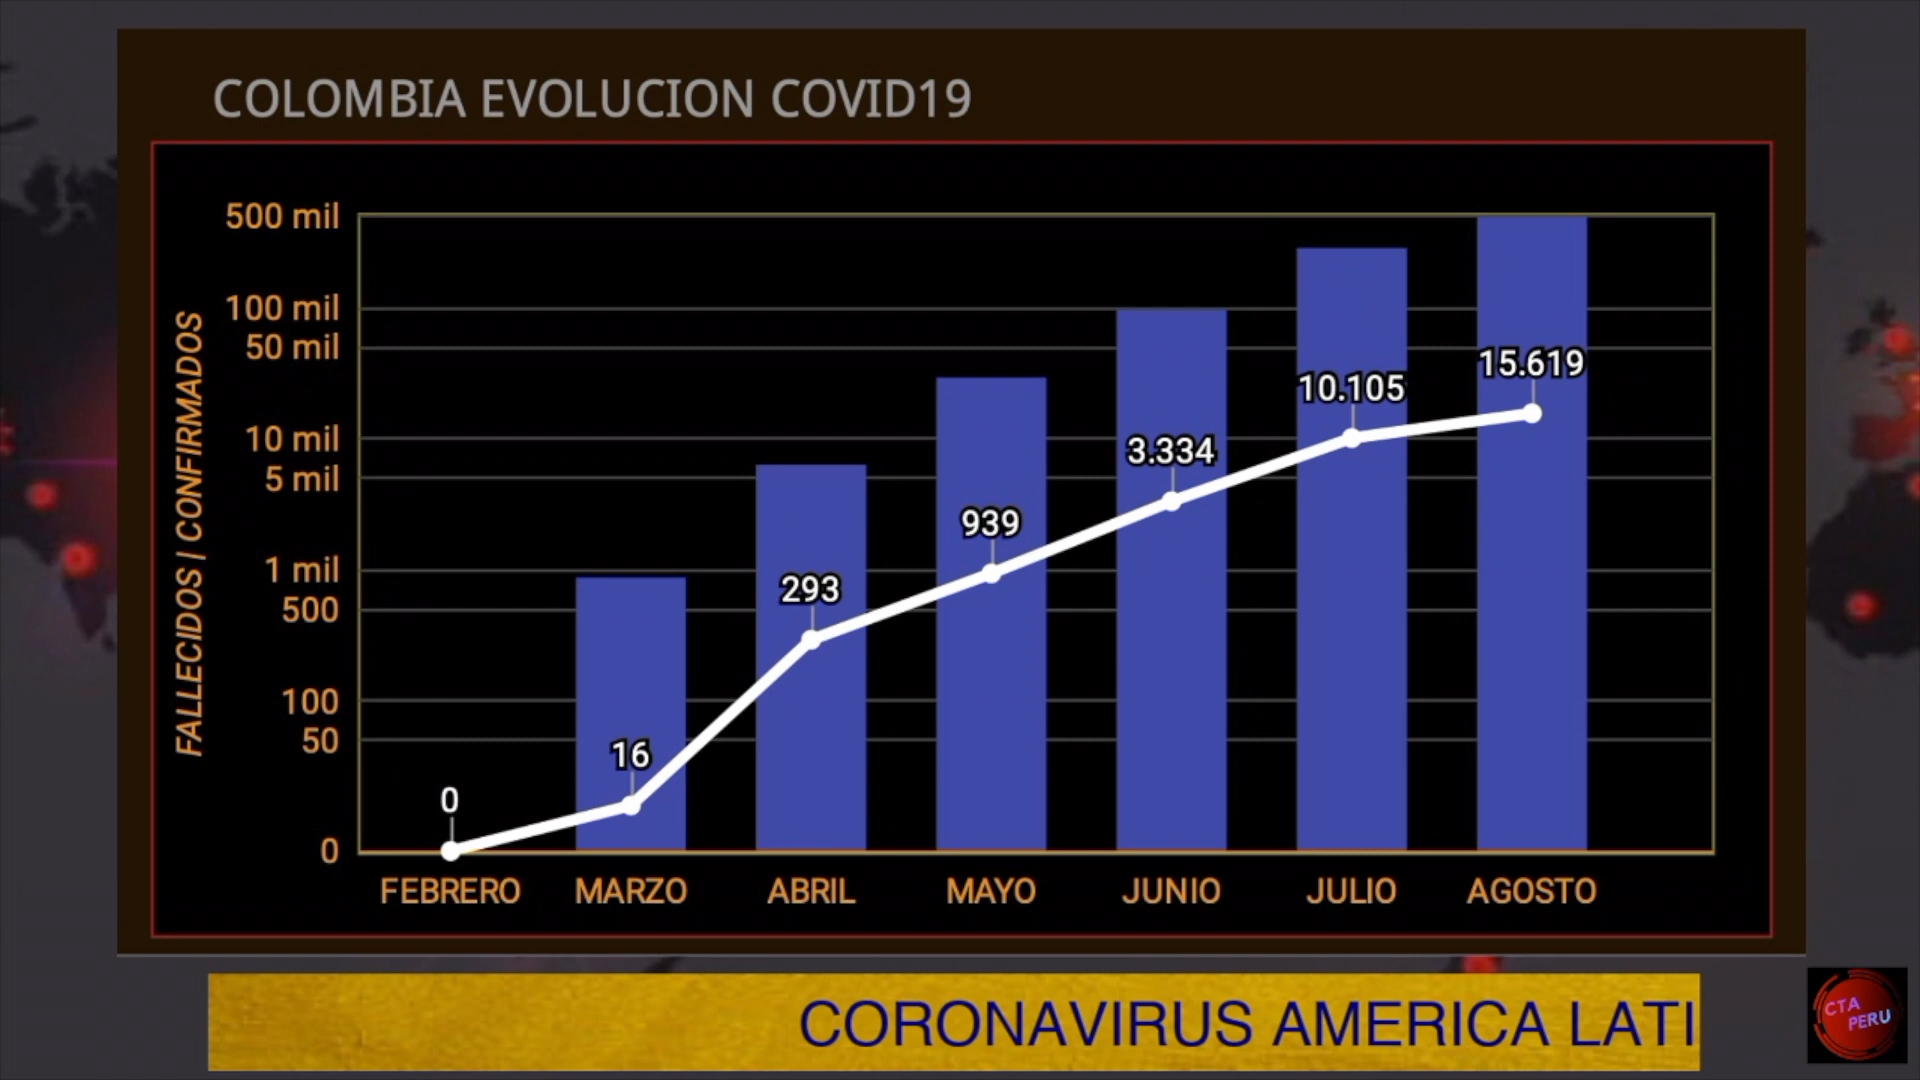 COLOMBIA EVOLUCION COVID19
FALLECIDOS | CONFIRMADOS
500 mil
100 mil
50 mil
10 mil
5 mil
1 mil
500
100
50
0
0
16
293
939
3.334
10.105
15.619
FEBRERO MARZO ABRIL MAYO JUNIO JULIO AGOSTO
CORONAVIRUS AMERICA LATI
CTA
PERU